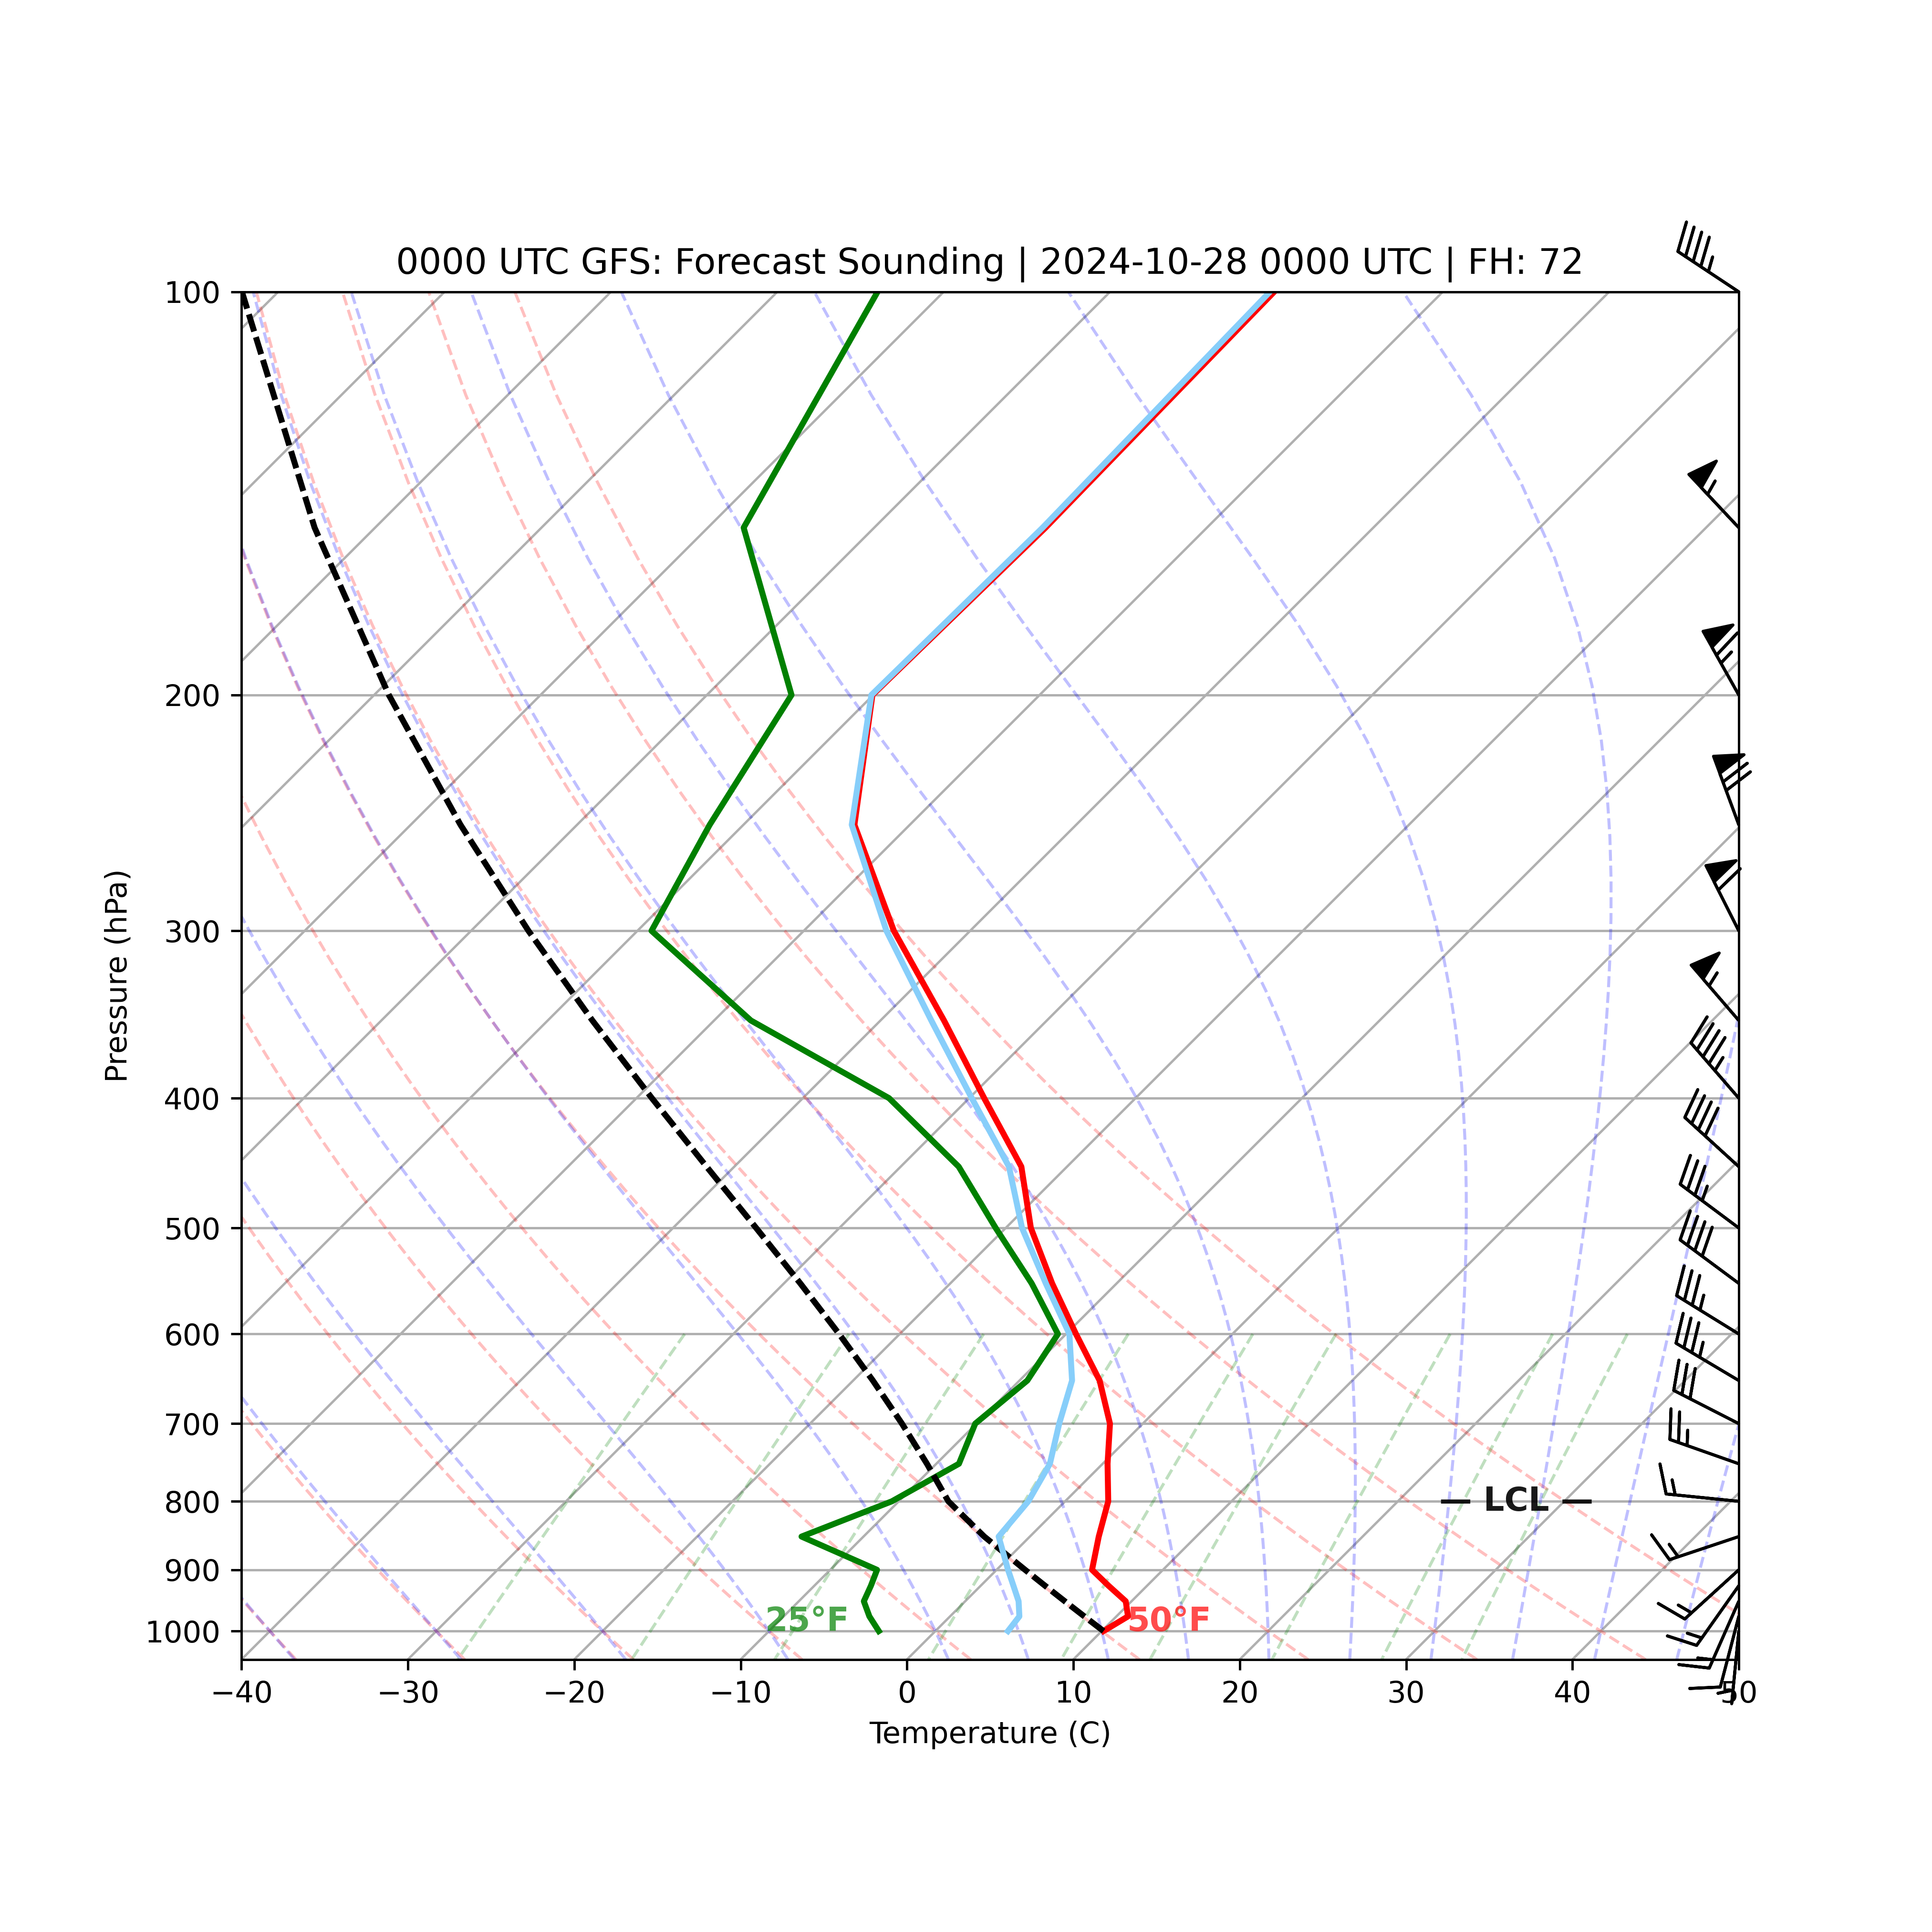 0000 UTC GFS: Forecast Sounding | 2024-10-28 0000 UTC | FH: 72
100
200
300
400
500
600
700
800
900
1000
Pressure (hPa)
LCL
25°F
50°F
−40 −30 −20 −10 0 10 20 30 40 50
Temperature (C)